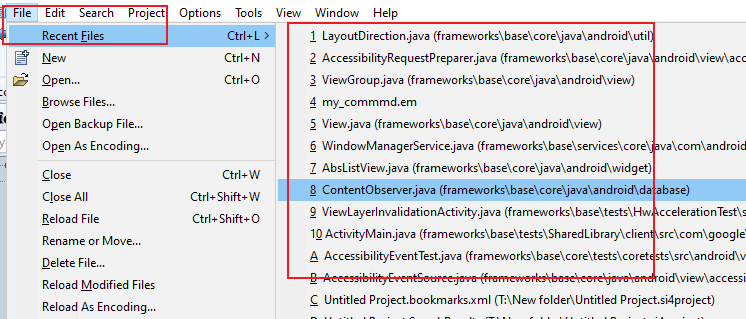 File Edit Search Project Options Tools View Window Help
Recent Files Ctrl+L
New Ctrl+N
Open... Ctrl+O
Browse Files...
Open Backup File...
Open As Encoding...
Close Ctrl+W
Close All Ctrl+Shift+W
Reload File Ctrl+Shift+O
Rename or Move...
Delete File...
Reload Modified Files
Reload As Encoding...
1 LayoutDirection.java (frameworks\base\core\java\android\util)
2 AccessibilityRequestPreparer.java (frameworks\base\core\java\android\view\acc
3 ViewGroup.java (frameworks\base\core\java\android\view)
4 my_commmd.em
5 View.java (frameworks\base\core\java\android\view)
6 WindowManagerService.java (frameworks\base\services\core\java\com\android
7 AbsListView.java (frameworks\base\core\java\android\widget)
8 ContentObserver.java (frameworks\base\core\java\android\database)
9 ViewLayerInvalidationActivity.java (frameworks\base\tests\HwAccelerationTest\s
10 ActivityMain.java (frameworks\base\tests\SharedLibrary\client\src\com\google\
A AccessibilityEventTest.java (frameworks\base\core\tests\coretests\src\android\v
B AccessibilityEventSource.java (frameworks\base\core\java\android\view\accessi
C Untitled Project.bookmarks.xml (T:\New folder\Untitled Project.si4project)